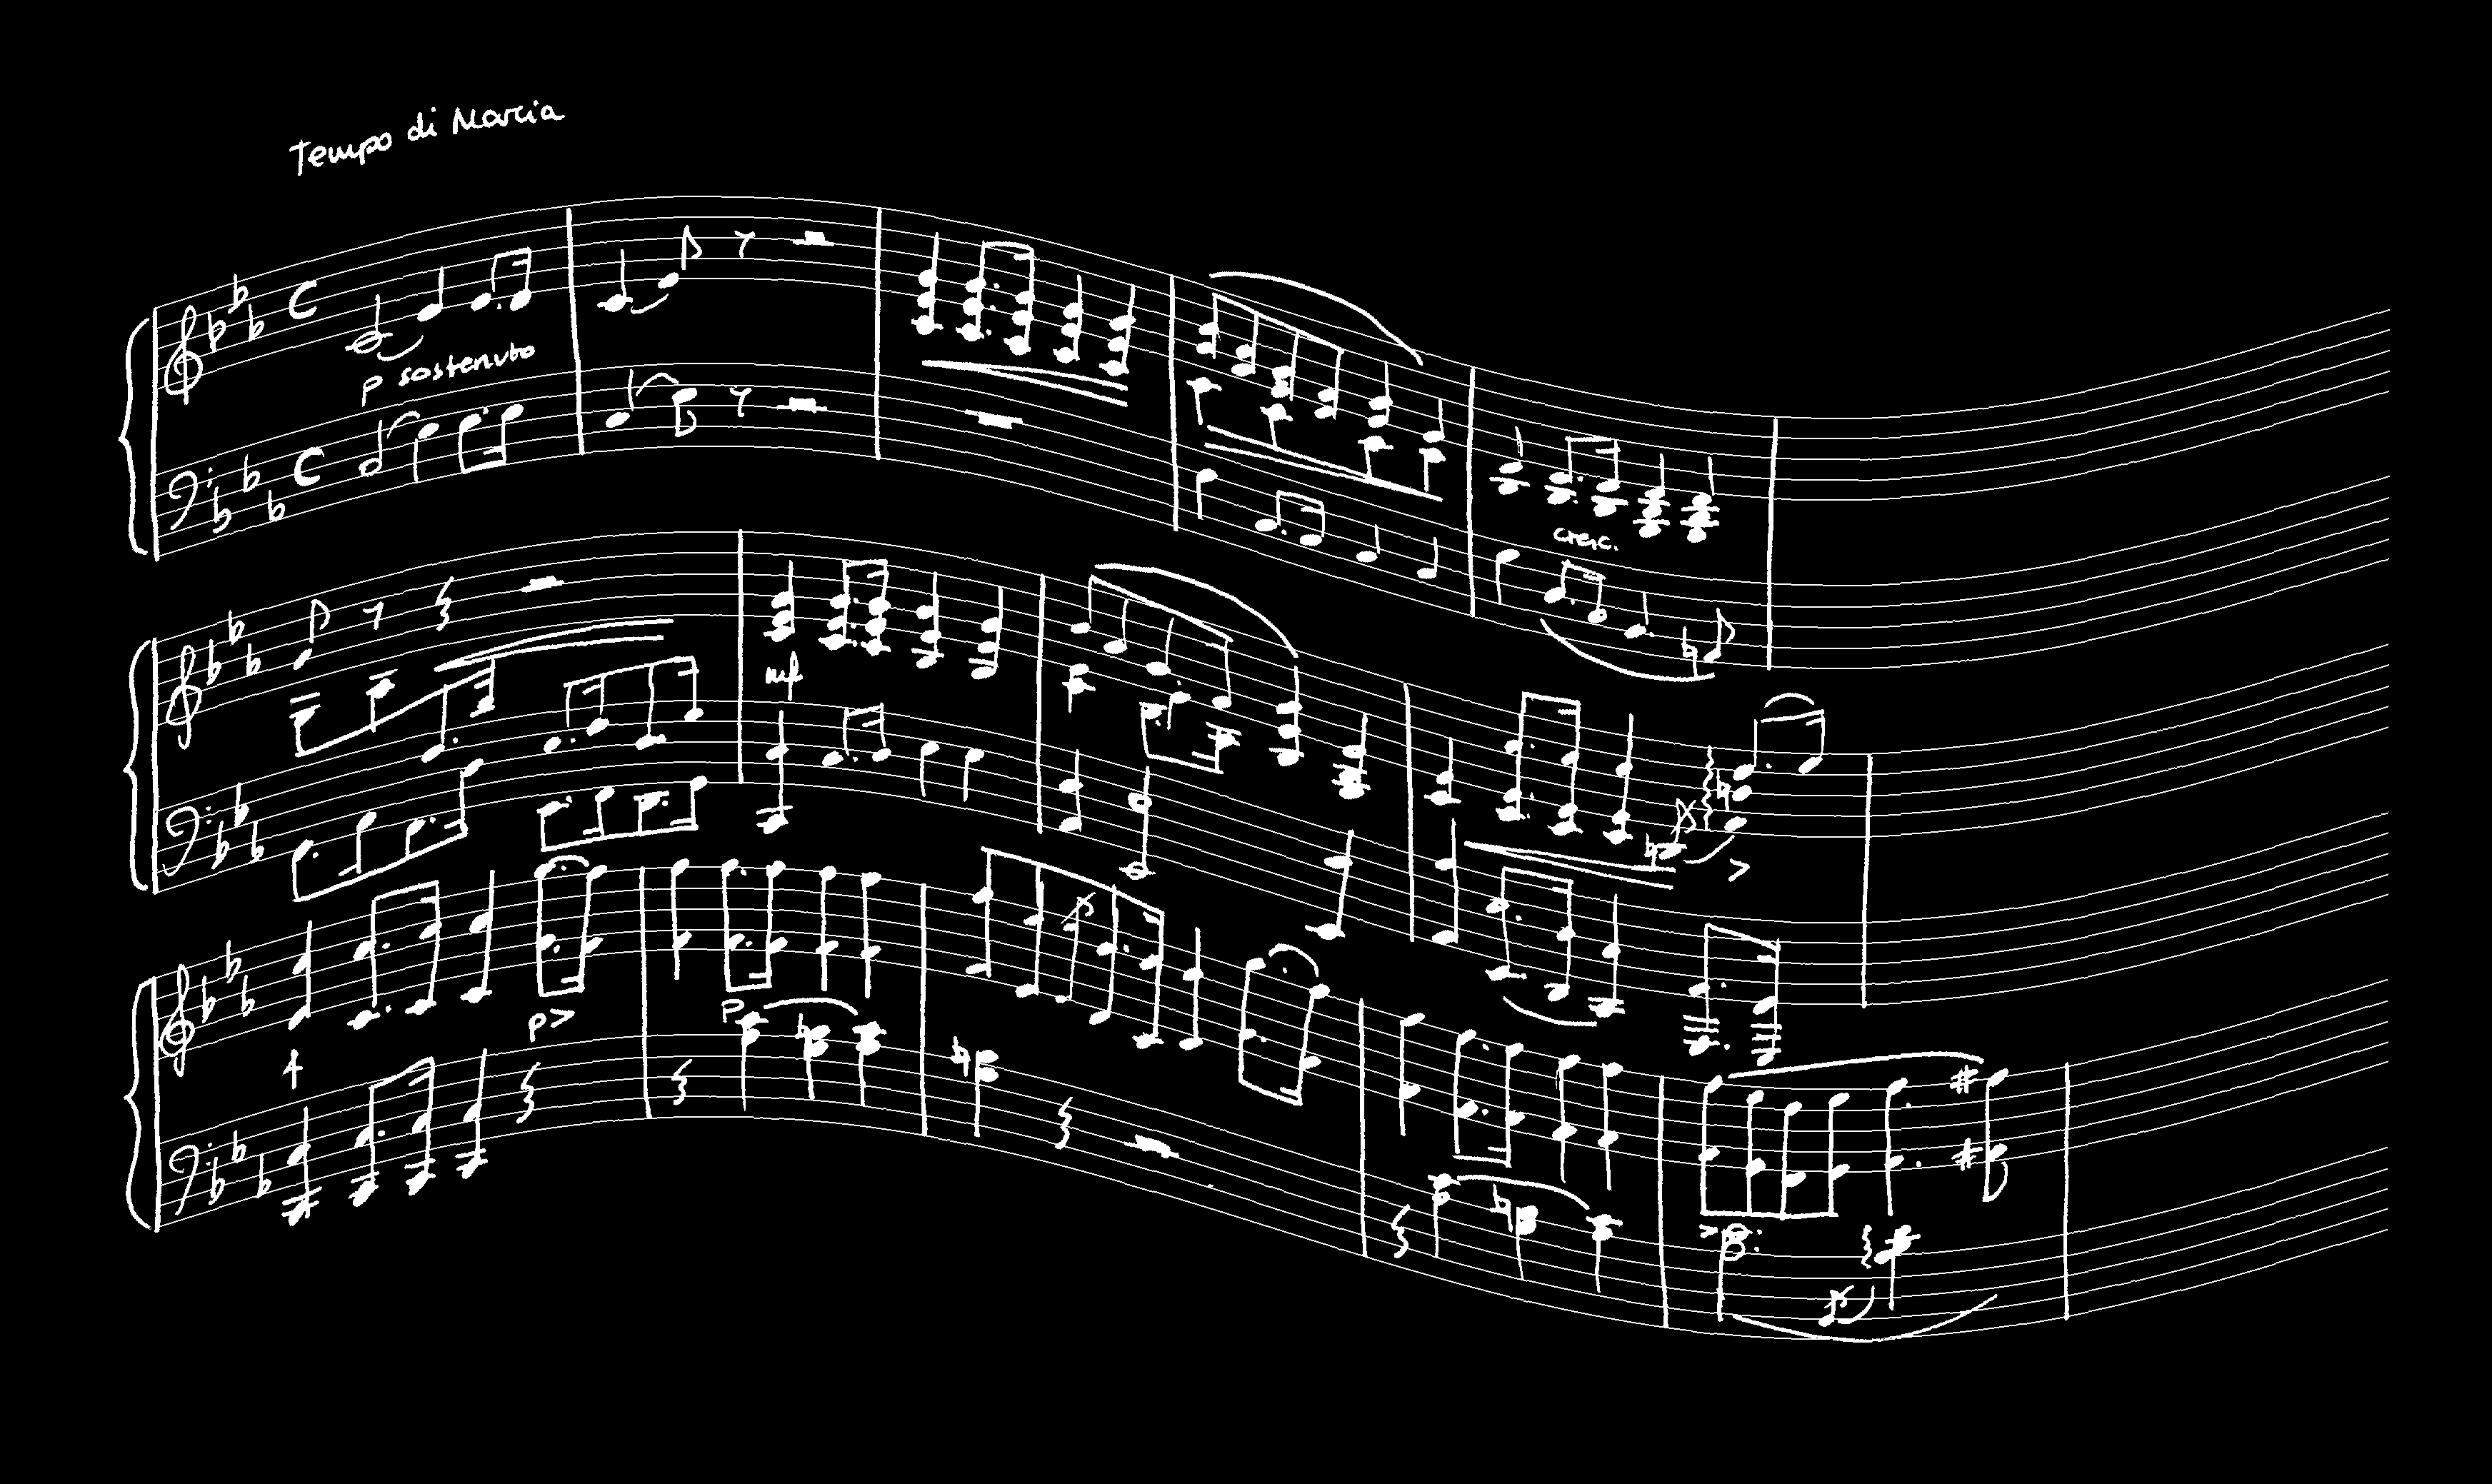 Tempo di Marcia
p sostenuto
cresc.
mf
p
f
p